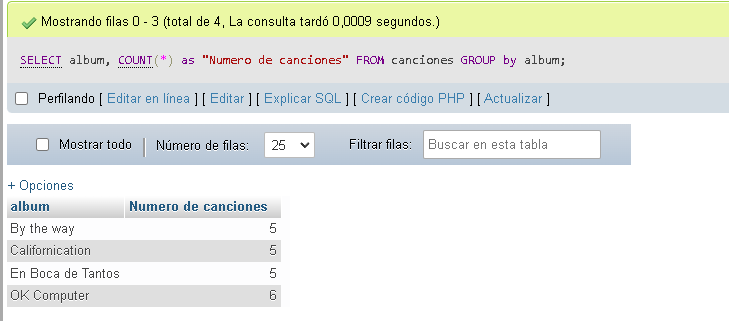 Mostrando filas 0 - 3 (total de 4, La consulta tardó 0,0009 segundos.)
SELECT album, COUNT(*) as "Numero de canciones" FROM canciones GROUP by album;
Perfilando [ Editar en línea ] [ Editar ] [ Explicar SQL ] [ Crear código PHP ] [ Actualizar ]
Mostrar todo Número de filas: 25 Filtrar filas: Buscar en esta tabla
+ Opciones
album Numero de canciones
By the way 5
Californication 5
En Boca de Tantos 5
OK Computer 6